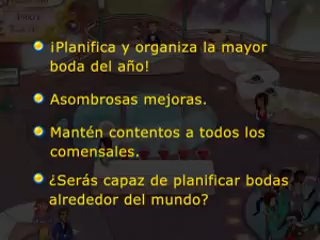 ¡Planifica y organiza la mayor
boda del año!
Asombrosas mejoras.
Mantén contentos a todos los
comensales.
¿Serás capaz de planificar bodas
alrededor del mundo?